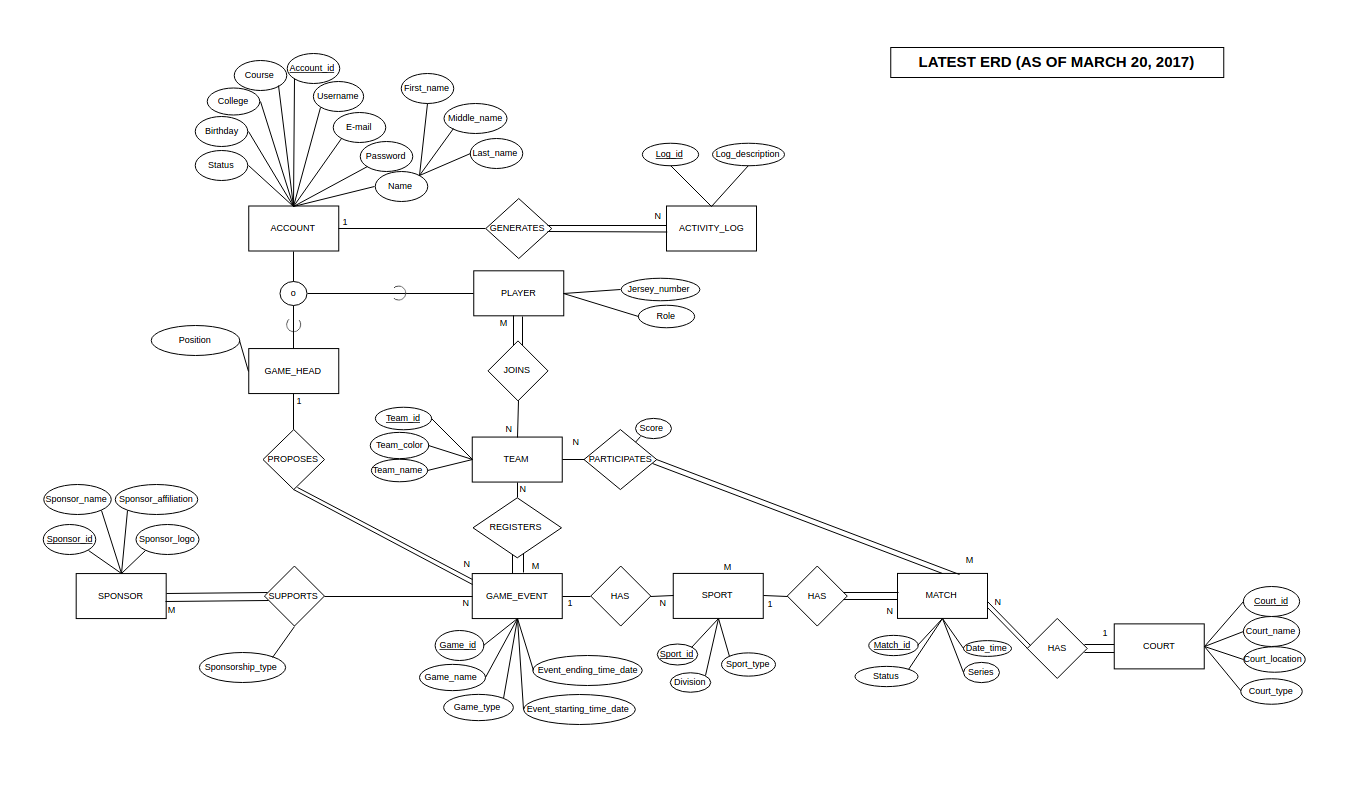 LATEST ERD (AS OF MARCH 20, 2017)
Account_id
Course
Username
College
First_name
Middle_name
E-mail
Birthday
Password
Last_name
Status
Name
Log_id
Log_description
ACCOUNT
1
GENERATES
N
ACTIVITY_LOG
o
PLAYER
Jersey_number
Role
M
Position
GAME_HEAD
JOINS
1
Team_id
N
Score
Team_color
N
Team_name
TEAM
PARTICIPATES
PROPOSES
N
Sponsor_name
Sponsor_affiliation
REGISTERS
Sponsor_id
Sponsor_logo
N
M
M
M
SPONSOR
M
SUPPORTS
N
GAME_EVENT
1
HAS
N
SPORT
1
HAS
N
MATCH
N
Court_id
Court_name
1
HAS
COURT
Court_location
Court_type
Sponsorship_type
Game_id
Game_name
Game_type
Event_ending_time_date
Event_starting_time_date
Sport_id
Division
Sport_type
Match_id
Date_time
Status
Series